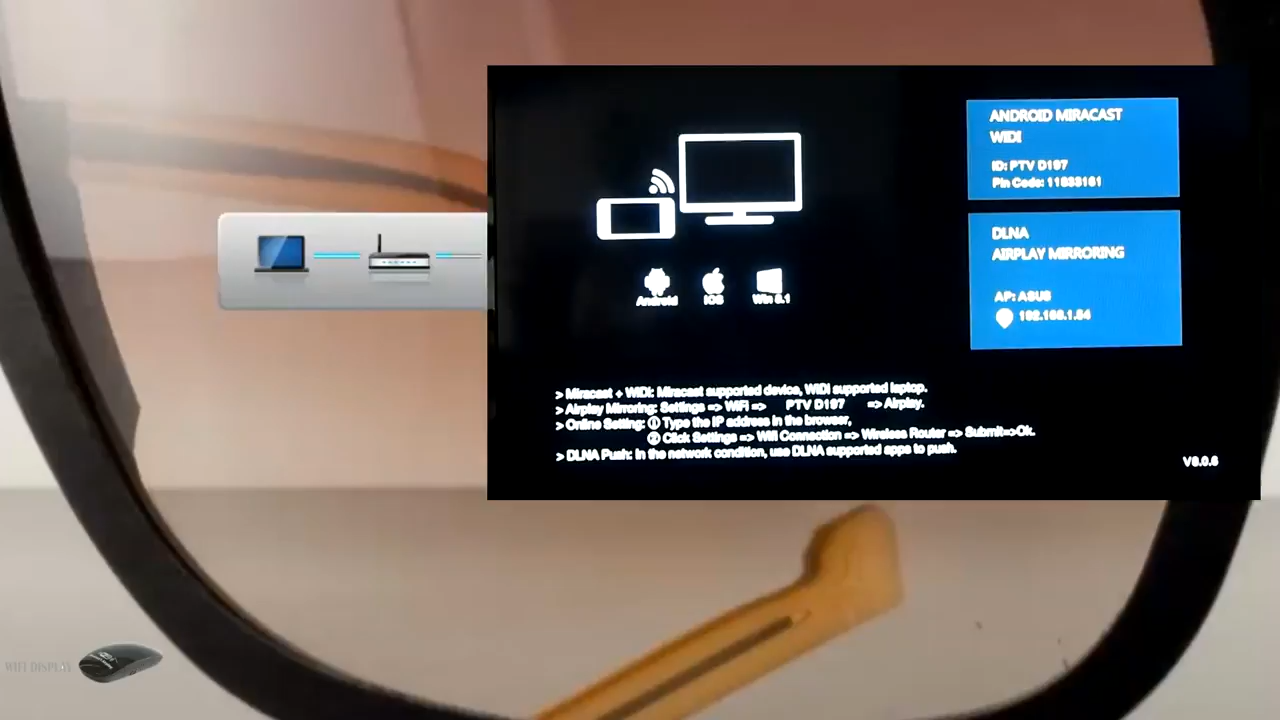 ANDROID MIRACAST
WIDI
ID: PTV D197
Pin Code: 11833161
DLNA
AIRPLAY MIRRORING
AP: ASUS
192.168.1.84
Android
IOS
Win 8.1
> Miracast + WIDI: Miracast supported device, WIDI supported laptop.
> Airplay Mirroring: Settings => WIFI => PTV D197 => Airplay.
> Online Setting: ① Type the IP address in the browser,
② Click Settings => Wifi Connection => Wireless Router => Submit=>Ok.
> DLNA Push: In the network condition, use DLNA supported apps to push.
V8.0.6
WIFI DISPLAY